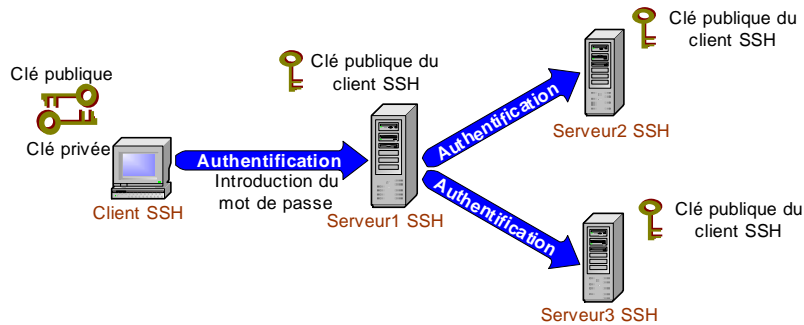 Clé publique
Clé privée
Client SSH
Authentification
Introduction du
mot de passe
Clé publique du
client SSH
Serveur1 SSH
Authentification
Clé publique du
client SSH
Serveur2 SSH
Authentification
Clé publique du
client SSH
Serveur3 SSH